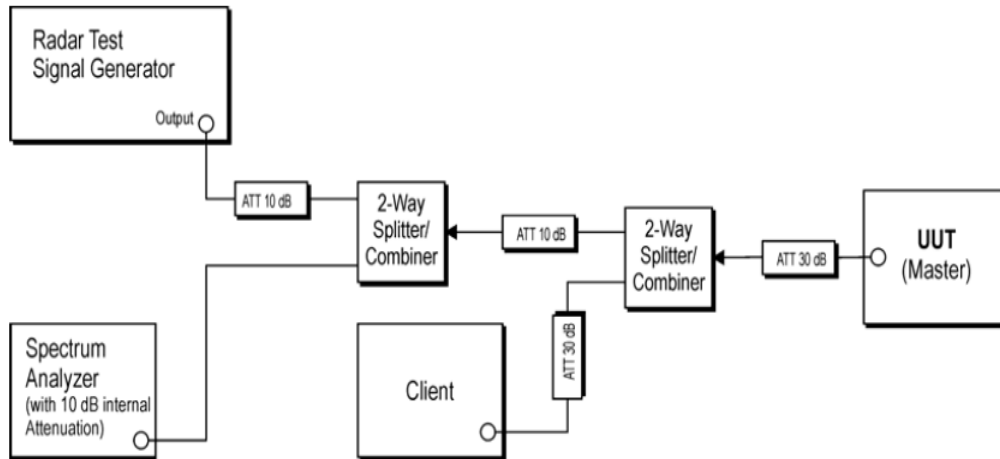 Radar Test
Signal Generator
Output
ATT 10 dB
2-Way
Splitter/
Combiner
ATT 10 dB
2-Way
Splitter/
Combiner
ATT 30 dB
UUT
(Master)
Spectrum
Analyzer
(with 10 dB internal
Attenuation)
Client
ATT 30 dB